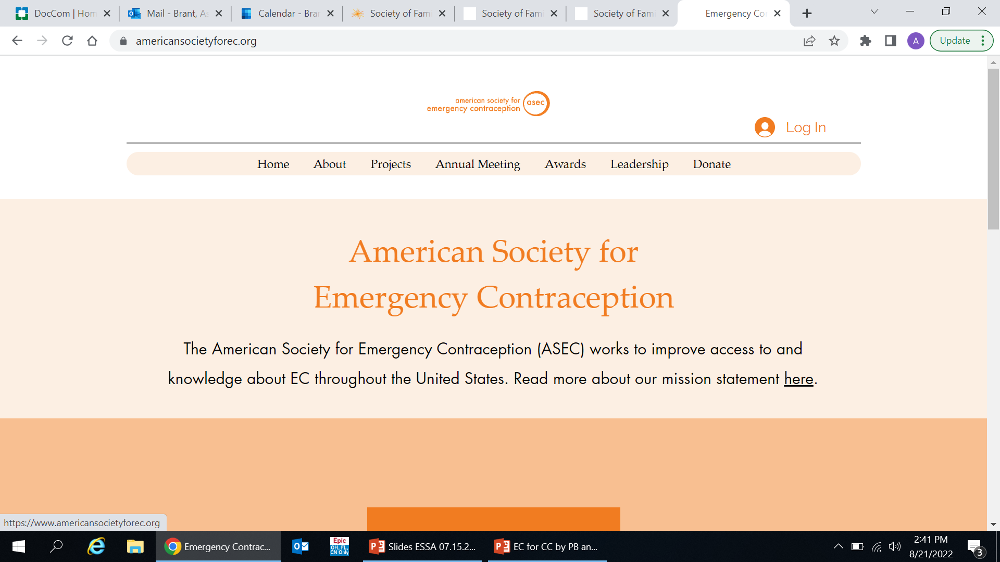 DocCom | Hom
Mail - Brant, As
Calendar - Bran
Society of Fami
Society of Fami
Society of Fami
Emergency Co
americansocietyforec.org
A
Update
american society for
emergency contraception
asec
Log In
Home About Projects Annual Meeting Awards Leadership Donate
American Society for
Emergency Contraception
The American Society for Emergency Contraception (ASEC) works to improve access to and
knowledge about EC throughout the United States. Read more about our mission statement here.
https://www.americansocietyforec.org
Emergency Contrac...
Epic
OH, FL,
CN Only
Slides ESSA 07.15.2...
EC for CC by PB an...
2:41 PM
8/21/2022
3